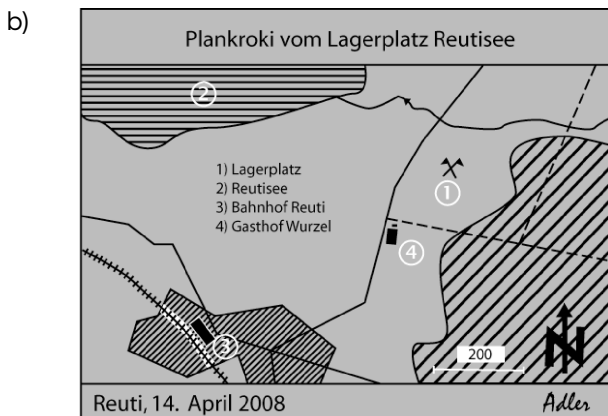 b)
Plankroki vom Lagerplatz Reutisee
2
1) Lagerplatz
2) Reutisee
3) Bahnhof Reuti
4) Gasthof Wurzel
1
4
3
200
N
Reuti, 14. April 2008
Adler